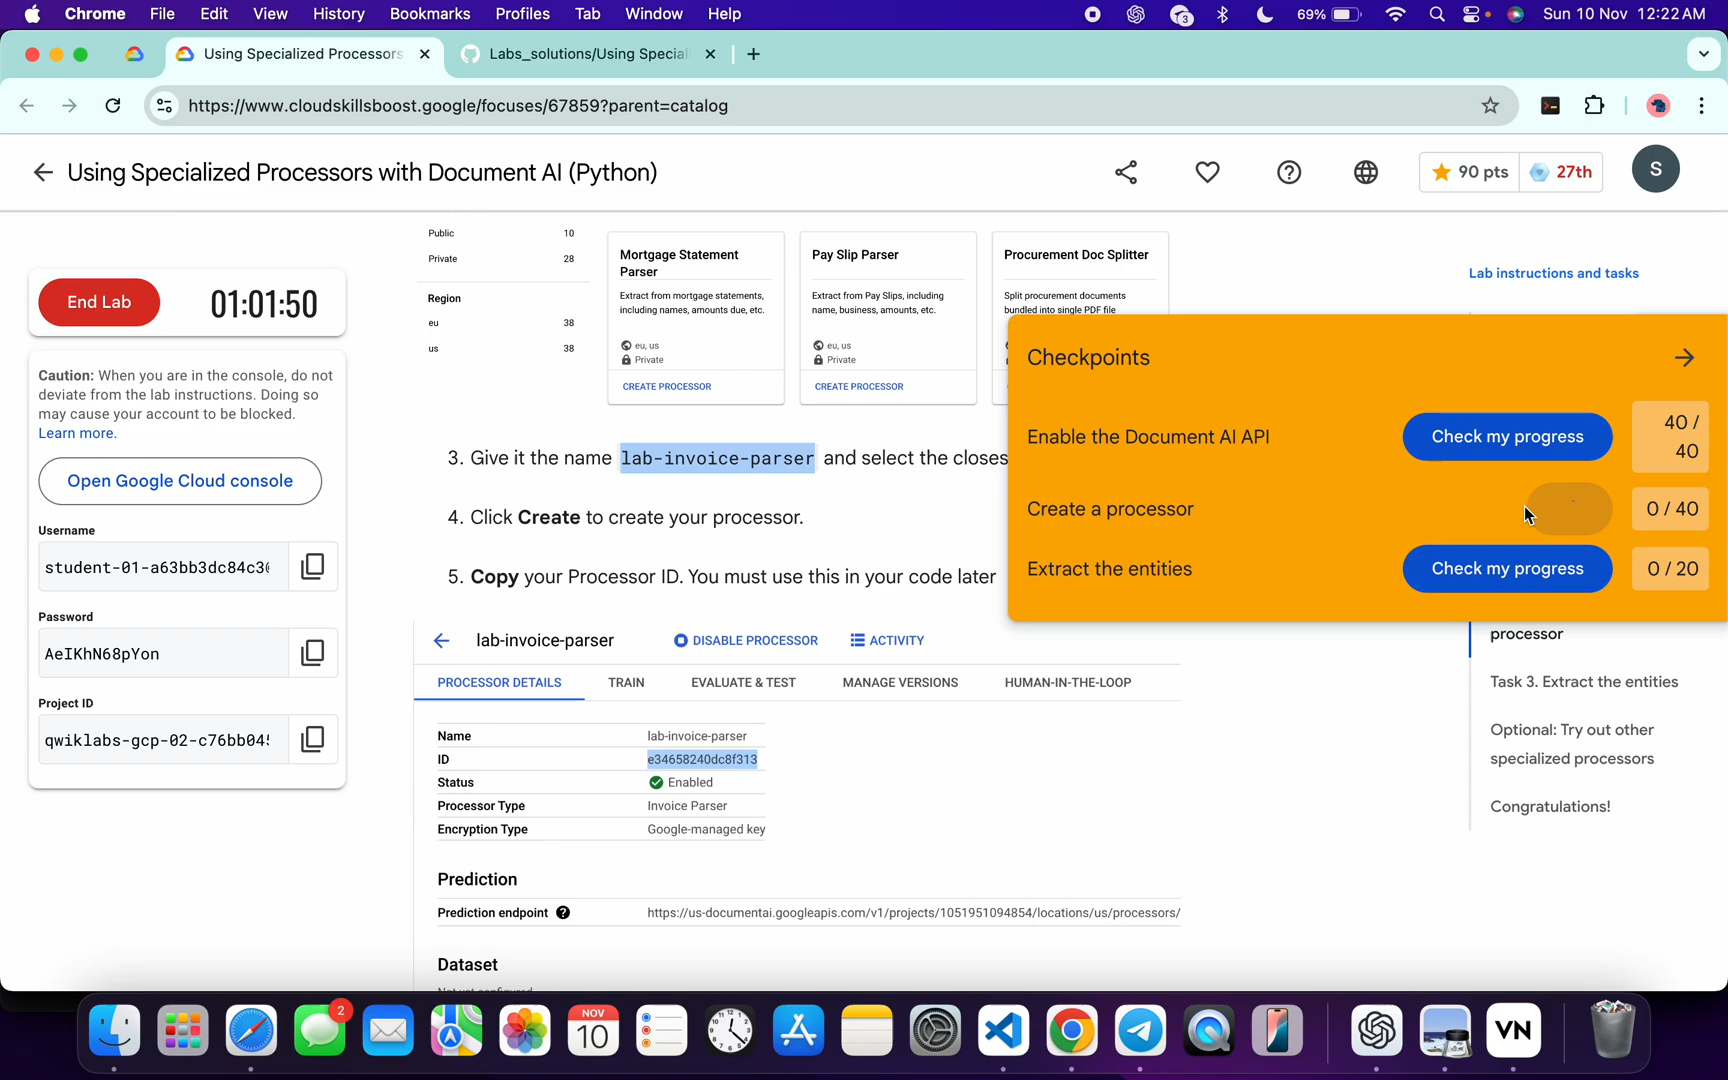 Chrome File Edit View History Bookmarks Profiles Tab Window Help 3 69% Sun 10 Nov 12:22 AM
Using Specialized Processors Labs_solutions/Using Special
https://www.cloudskillsboost.google/focuses/67859?parent=catalog
Using Specialized Processors with Document AI (Python) 90 pts 27th S
End Lab 01:01:50
Caution: When you are in the console, do not
deviate from the lab instructions. Doing so
may cause your account to be blocked.
Learn more.
Open Google Cloud console
Username
student-01-a63bb3dc84c3
Password
AeIKhN68pYon
Project ID
qwiklabs-gcp-02-c76bb04
Public 10
Private 28
Region
eu 38
us 38
Mortgage Statement
Parser
Extract from mortgage statements,
including names, amounts due, etc.
eu, us
Private
CREATE PROCESSOR
Pay Slip Parser
Extract from Pay Slips, including
name, business, amounts, etc.
eu, us
Private
CREATE PROCESSOR
Procurement Doc Splitter
Split procurement documents
bundled into single PDF file
3. Give it the name lab-invoice-parser and select the closes
4. Click Create to create your processor.
5. Copy your Processor ID. You must use this in your code later
lab-invoice-parser DISABLE PROCESSOR ACTIVITY
PROCESSOR DETAILS TRAIN EVALUATE & TEST MANAGE VERSIONS HUMAN-IN-THE-LOOP
Name lab-invoice-parser
ID e34658240dc8f313
Status Enabled
Processor Type Invoice Parser
Encryption Type Google-managed key
Prediction
Prediction endpoint https://us-documentai.googleapis.com/v1/projects/1051951094854/locations/us/processors/
Dataset
Lab instructions and tasks
Checkpoints
Enable the Document AI API Check my progress 40 /
40
Create a processor 0 / 40
Extract the entities Check my progress 0 / 20
processor
Task 3. Extract the entities
Optional: Try out other
specialized processors
Congratulations!
2
NOV
10
VN